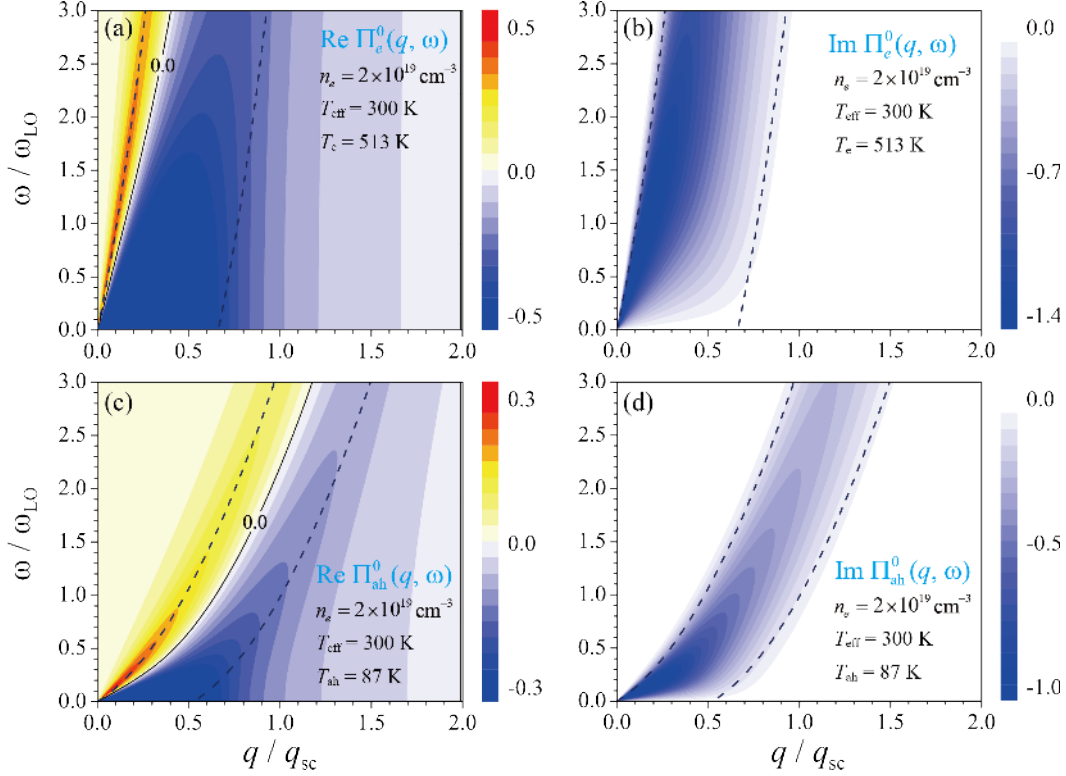 (a)
Re Π⁰ₑ(q, ω)
nₑ = 2×10¹⁹ cm⁻³
T_eff = 300 K
Tₑ = 513 K
0.0
3.0
2.5
2.0
1.5
1.0
0.5
0.0
ω / ω_LO
0.0 0.5 1.0 1.5 2.0
0.5
0.0
-0.5
(b)
Im Π⁰ₑ(q, ω)
nₑ = 2×10¹⁹ cm⁻³
T_eff = 300 K
Tₑ = 513 K
3.0
2.5
2.0
1.5
1.0
0.5
0.0
0.0 0.5 1.0 1.5 2.0
0.0
-0.7
-1.4
(c)
0.0
Re Π⁰_ah(q, ω)
nₑ = 2×10¹⁹ cm⁻³
T_eff = 300 K
T_ah = 87 K
3.0
2.5
2.0
1.5
1.0
0.5
0.0
ω / ω_LO
0.0 0.5 1.0 1.5 2.0
q / q_sc
0.3
0.0
-0.3
(d)
Im Π⁰_ah(q, ω)
nₑ = 2×10¹⁹ cm⁻³
T_eff = 300 K
T_ah = 87 K
3.0
2.5
2.0
1.5
1.0
0.5
0.0
0.0 0.5 1.0 1.5 2.0
q / q_sc
0.0
-0.5
-1.0